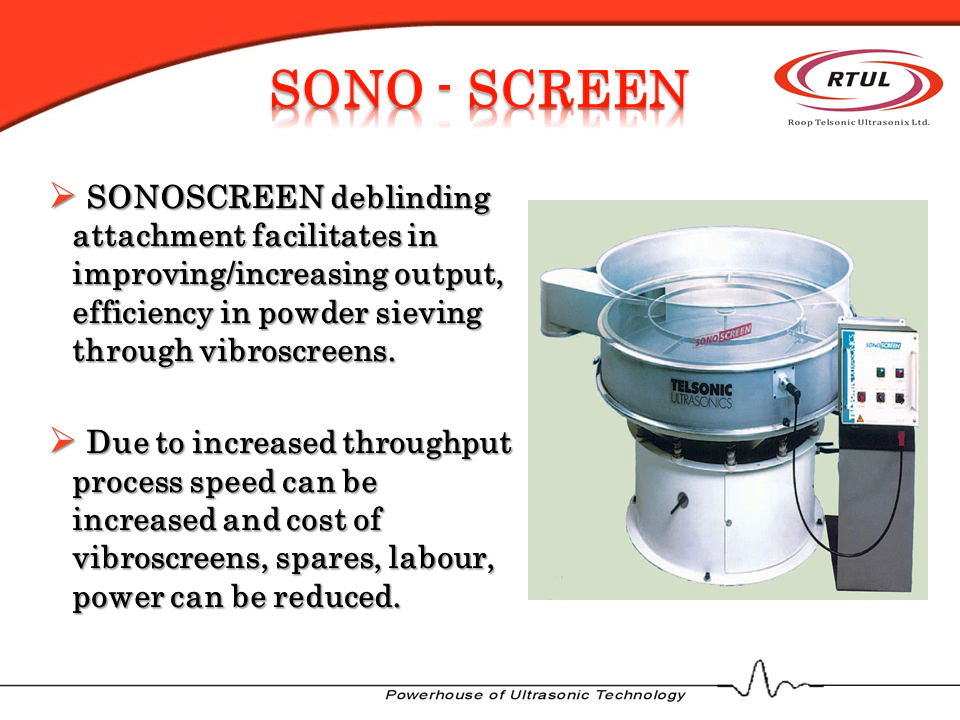 SONO - SCREEN
RTUL
Roop Telsonic Ultrasonix Ltd.
➢ SONOSCREEN deblinding
attachment facilitates in
improving/increasing output,
efficiency in powder sieving
through vibroscreens.
➢ Due to increased throughput
process speed can be
increased and cost of
vibroscreens, spares, labour,
power can be reduced.
SONOSCREEN
TELSONIC
ULTRASONICS
SONOSCREEN
Powerhouse of Ultrasonic Technology